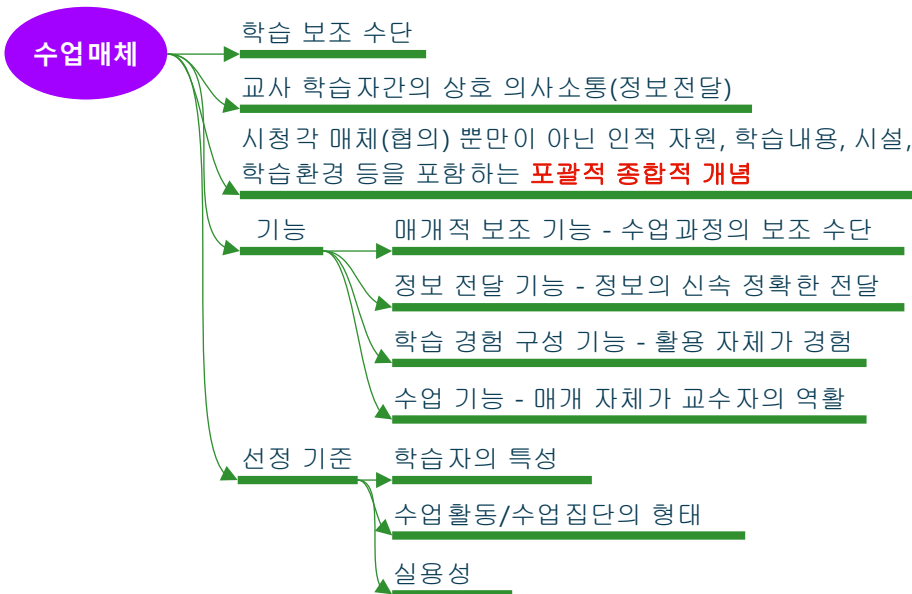 수업매체
학습 보조 수단
교사 학습자간의 상호 의사소통(정보전달)
시청각 매체(협의) 뿐만이 아닌 인적 자원, 학습내용, 시설,
학습환경 등을 포함하는 포괄적 종합적 개념
기능
매개적 보조 기능 - 수업과정의 보조 수단
정보 전달 기능 - 정보의 신속 정확한 전달
학습 경험 구성 기능 - 활용 자체가 경험
수업 기능 - 매개 자체가 교수자의 역활
선정 기준
학습자의 특성
수업활동/수업집단의 형태
실용성